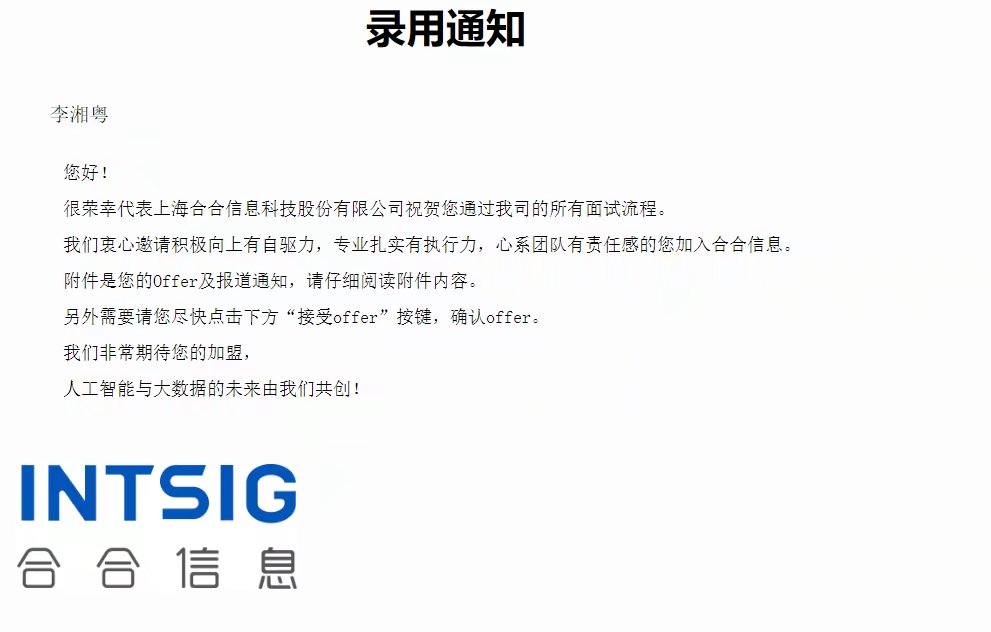 录用通知
李湘粤
您好！
很荣幸代表上海合合信息科技股份有限公司祝贺您通过我司的所有面试流程。
我们衷心邀请积极向上有自驱力，专业扎实有执行力，心系团队有责任感的您加入合合信息。
附件是您的Offer及报道通知，请仔细阅读附件内容。
另外需要请您尽快点击下方“接受offer”按键，确认offer。
我们非常期待您的加盟，
人工智能与大数据的未来由我们共创！
INTSIG
合合信息